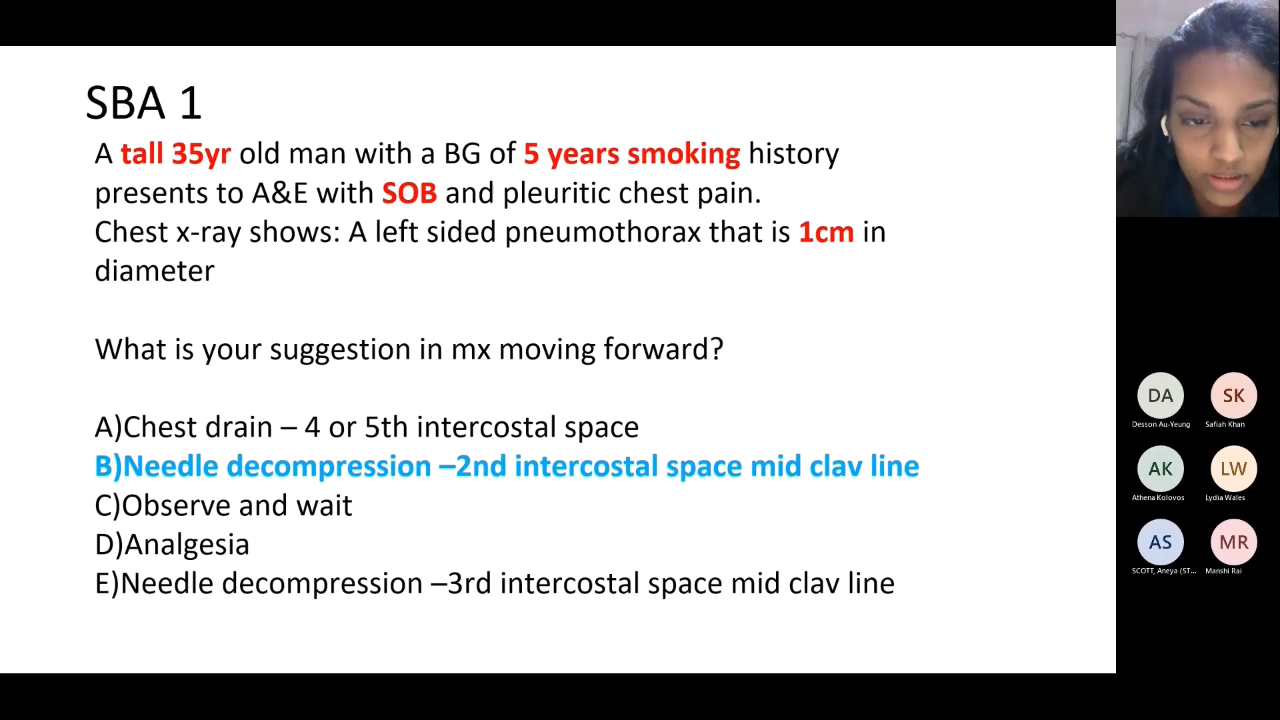 SBA 1
A tall 35yr old man with a BG of 5 years smoking history
presents to A&E with SOB and pleuritic chest pain.
Chest x-ray shows: A left sided pneumothorax that is 1cm in
diameter
What is your suggestion in mx moving forward?
A)Chest drain – 4 or 5th intercostal space
B)Needle decompression –2nd intercostal space mid clav line
C)Observe and wait
D)Analgesia
E)Needle decompression –3rd intercostal space mid clav line
DA
Desson Au-Yeung
SK
Safiah Khan
AK
Athena Kolovos
LW
Lydia Wales
AS
SCOTT, Aneya (ST...
MR
Manshi Rai